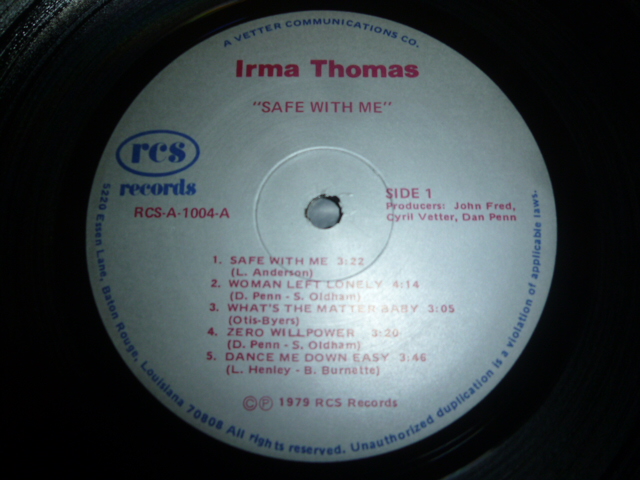 A VETTER COMMUNICATIONS CO.
Irma Thomas
"SAFE WITH ME"
rcs
records
RCS-A-1004-A
SIDE 1
Producers: John Fred,
Cyril Vetter, Dan Penn
1. SAFE WITH ME 3:22
(L. Anderson)
2. WOMAN LEFT LONELY 4:14
(D. Penn - S. Oldham)
3. WHAT'S THE MATTER BABY 3:05
(Otis-Byers)
4. ZERO WILLPOWER 3:20
(D. Penn - S. Oldham)
5. DANCE ME DOWN EASY 3:46
(L. Henley - B. Burnette)
©Ⓟ 1979 RCS Records
5220 Essen Lane, Baton Rouge, Louisiana 70808 All rights reserved. Unauthorized duplication is a violation of applicable laws.